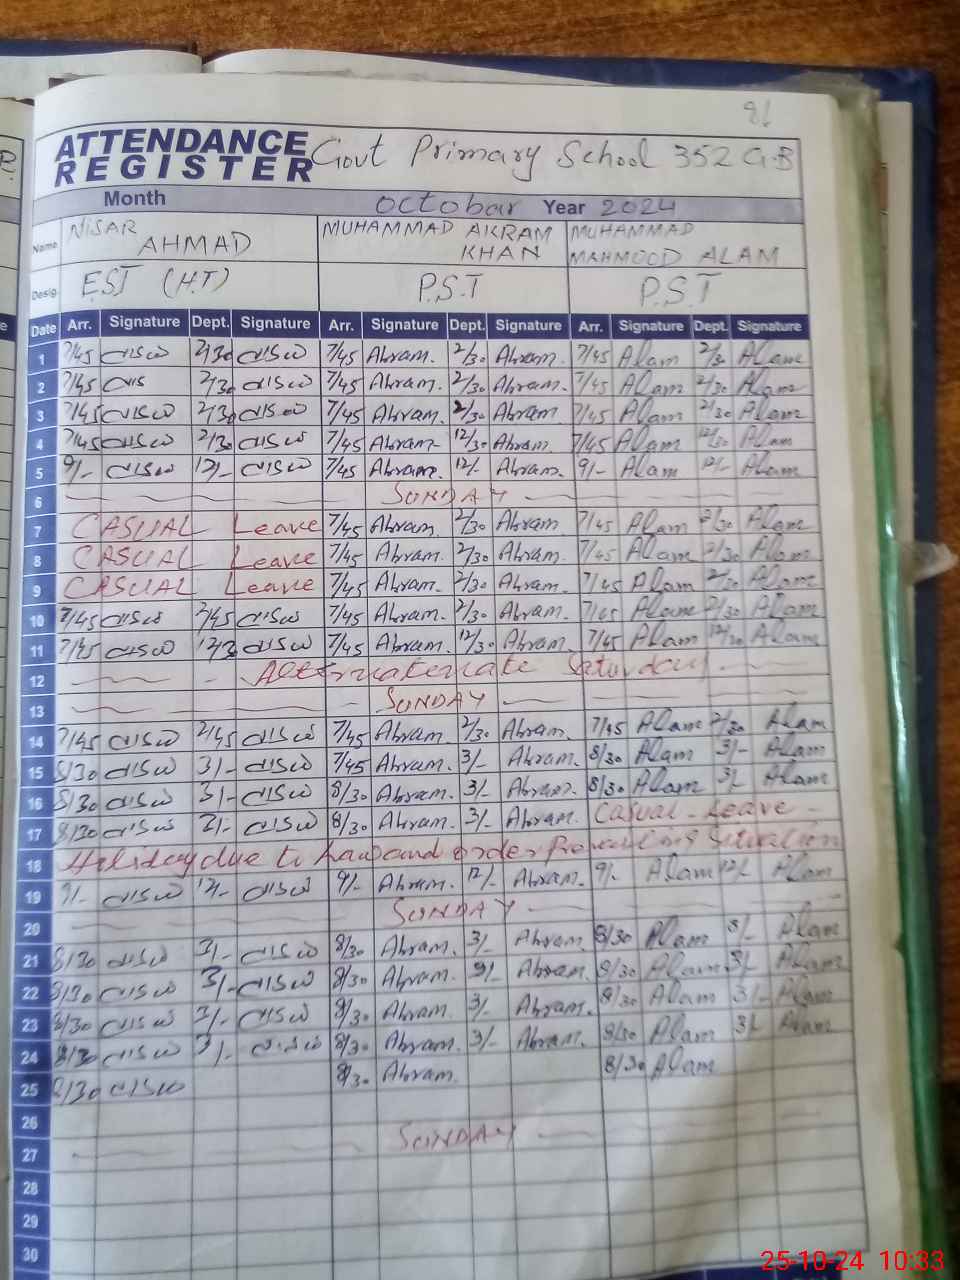 81
ATTENDANCE REGISTER Govt Primary School 352 G.B
Month Octobar Year 2024
Name NISAR AHMAD MUHAMMAD AKRAM KHAN MUHAMMAD MAHMOOD ALAM
Desig. EST (H.T) P.S.T P.S.T
Date Arr. Signature Dept. Signature Arr. Signature Dept. Signature Arr. Signature Dept. Signature
1 7/45 2/30 7/45 Akram. 2/30 Akram. 7/45 Alam 2/30 Alam
2 7/45 2/30 7/45 Akram. 2/30 Akram. 7/45 Alam 2/30 Alam
3 7/45 2/30 7/45 Akram. 2/30 Akram. 7/45 Alam 2/30 Alam
4 7/45 2/30 7/45 Akram 12/30 Akram. 7/45 Alam 12/30 Alam
5 9/- 12/- 7/45 Akram. 12/- Akram. 9/- Alam 12/- Alam
6 SUNDAY
7 CASUAL Leave 7/45 Akram 2/30 Akram. 7/45 Alam 2/30 Alam
8 CASUAL Leave 7/45 Akram. 2/30 Akram. 7/45 Alam 2/30 Alam
9 CASUAL Leave 7/45 Akram. 2/30 Akram. 7/45 Alam 2/30 Alam
10 7/45 2/45 7/45 Akram. 2/30 Akram. 7/45 Alam 2/30 Alam
11 7/45 7/45 Akram. 12/30 Akram. 7/45 Alam 12/30 Alam
12 Saturday
13 SUNDAY
14 7/45 2/45 7/45 Akram. 2/30 Akram. 7/45 Alam 2/30 Alam
15 8/30 3/- 7/45 Akram. 3/- Akram. 8/30 Alam 3/- Alam
16 8/30 3/- 8/30 Akram. 3/- Akram. 8/30 Alam 3/- Alam
17 8/30 3/- 8/30 Akram. 3/- Akram. Casual Leave
18 Holiday due to Law and order Situation
19 9/- 12/- 9/- Akram. 12/- Akram. 9/- Alam 12/- Alam
20 SUNDAY
21 8/30 3/- 8/30 Akram. 3/- Akram. 8/30 Alam 3/- Alam
22 8/30 3/- 8/30 Akram. 3/- Akram. 8/30 Alam 3/- Alam
23 8/30 3/- 8/30 Akram. 3/- Akram. 8/30 Alam 3/- Alam
24 8/30 3/- 8/30 Akram. 3/- Akram. 8/30 Alam 3/- Alam
25 8/30 8/30 Akram. 8/30 Alam
26
27 SUNDAY
28
29
30
25-10-24 10:33